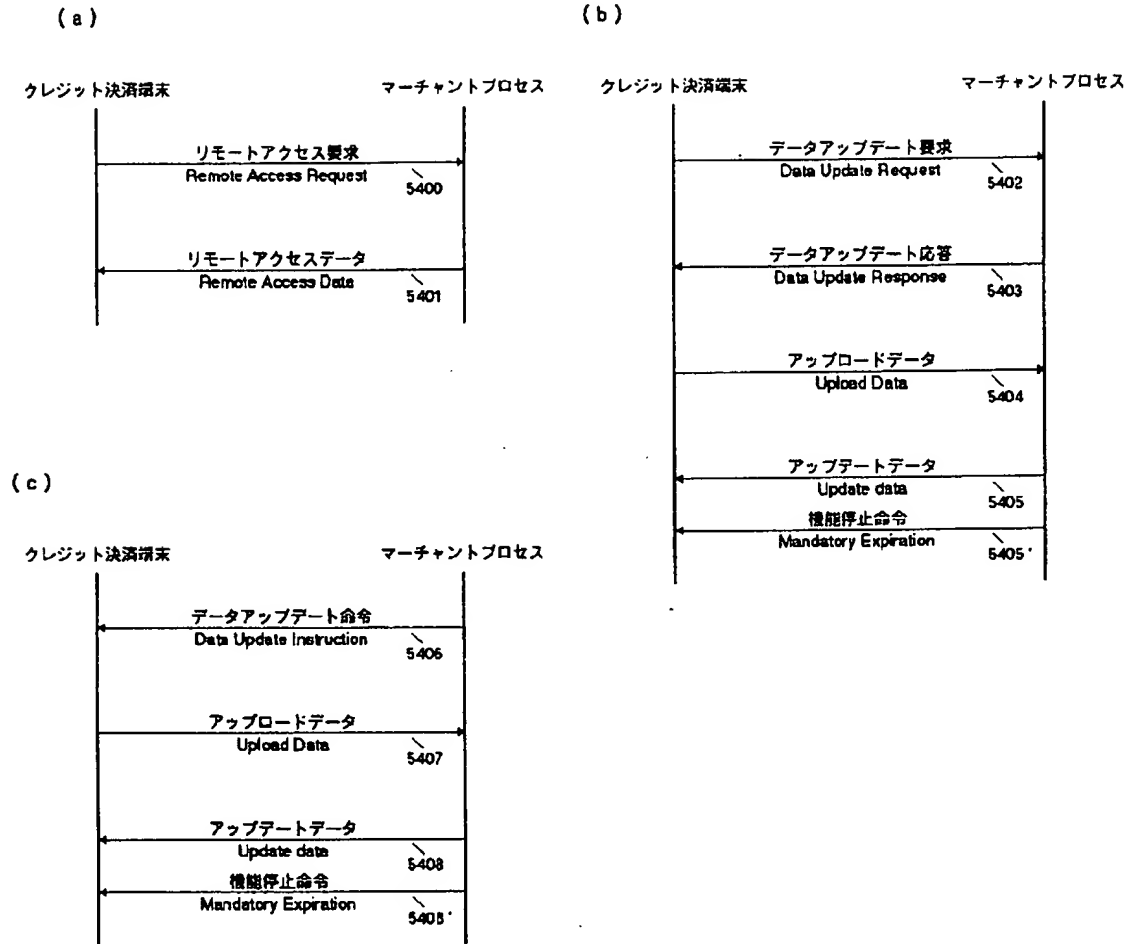 (a)
クレジット決済端末
マーチャントプロセス
リモートアクセス要求
Remote Access Request
5400
リモートアクセスデータ
Remote Access Data
5401
(b)
クレジット決済端末
マーチャントプロセス
データアップデート要求
Data Update Request
5402
データアップデート応答
Data Update Response
5403
アップロードデータ
Upload Data
5404
アップデートデータ
Update data
5405
機能停止命令
Mandatory Expiration
5405'
(c)
クレジット決済端末
マーチャントプロセス
データアップデート命令
Data Update Instruction
5406
アップロードデータ
Upload Data
5407
アップデートデータ
Update data
5408
機能停止命令
Mandatory Expiration
5408'